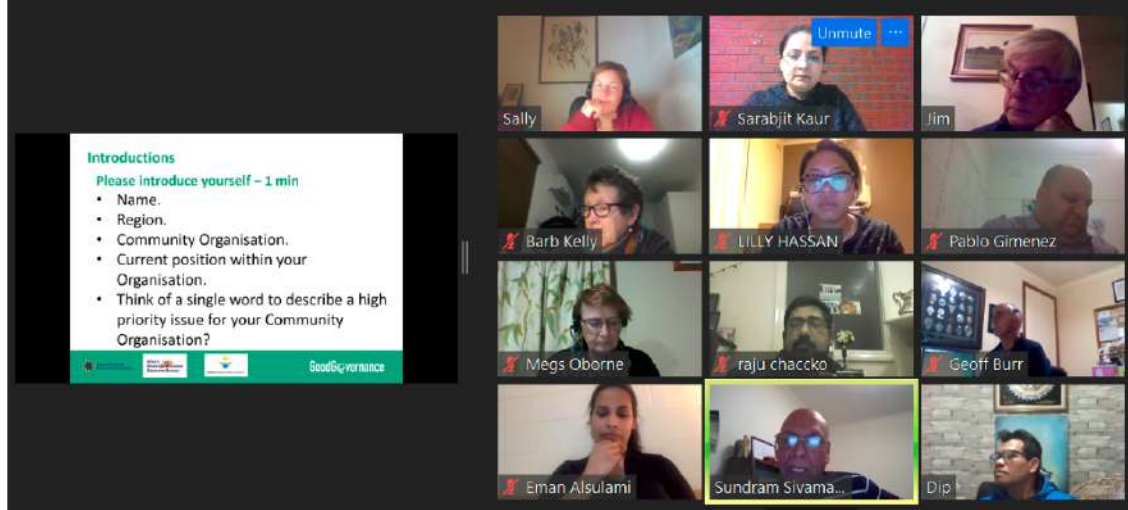 Introductions
Please introduce yourself – 1 min
• Name.
• Region.
• Community Organisation.
• Current position within your
Organisation.
• Think of a single word to describe a high
priority issue for your Community
Organisation?
GoodGovernance
Unmute ...
Sally
Sarabjit Kaur
Jim
Barb Kelly
LILLY HASSAN
Pablo Gimenez
Megs Oborne
raju chaccko
Geoff Burr
Eman Alsulami
Sundram Sivama...
Dip